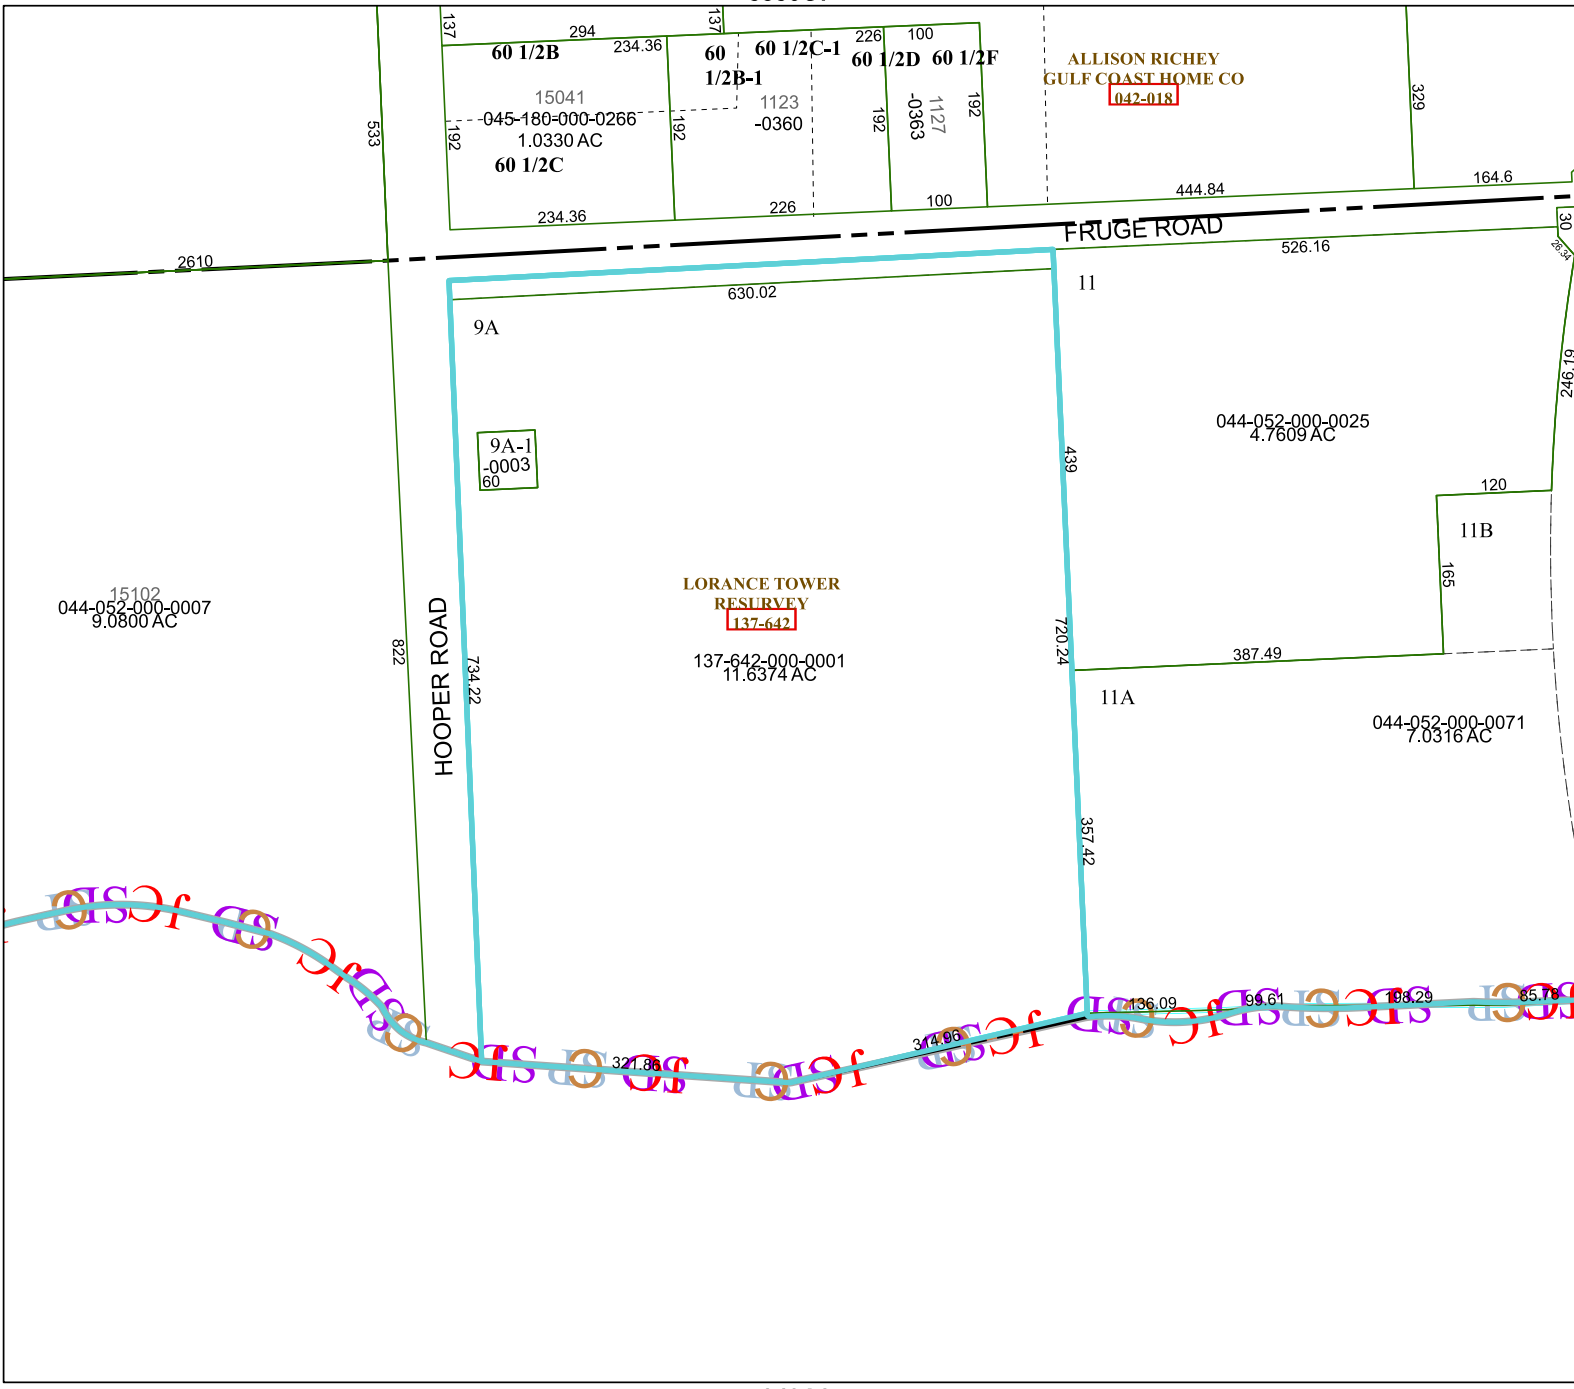 137
294
234.36
137
60 1/2B
60
1/2B-1
60 1/2C-1
226
100
60 1/2D
60 1/2F
ALLISON RICHEY
GULF COAST HOME CO
042-018
329
533
15041
045-180-000-0266
1.0330 AC
60 1/2C
192
192
1123
-0360
192
-0363
1127
192
234.36
226
100
444.84
164.6
30
26.34
2610
FRUGE ROAD
526.16
630.02
11
9A
246.19
439
044-052-000-0025
4.7609 AC
9A-1
-0003
60
120
11B
165
15102
044-052-000-0007
9.0800 AC
822
HOOPER ROAD
734.22
LORANCE TOWER
RESURVEY
137-642
137-642-000-0001
11.6374 AC
720.24
387.49
11A
044-052-000-0071
7.0316 AC
357.42
136.09
99.61
198.29
85.78
314.96
321.86